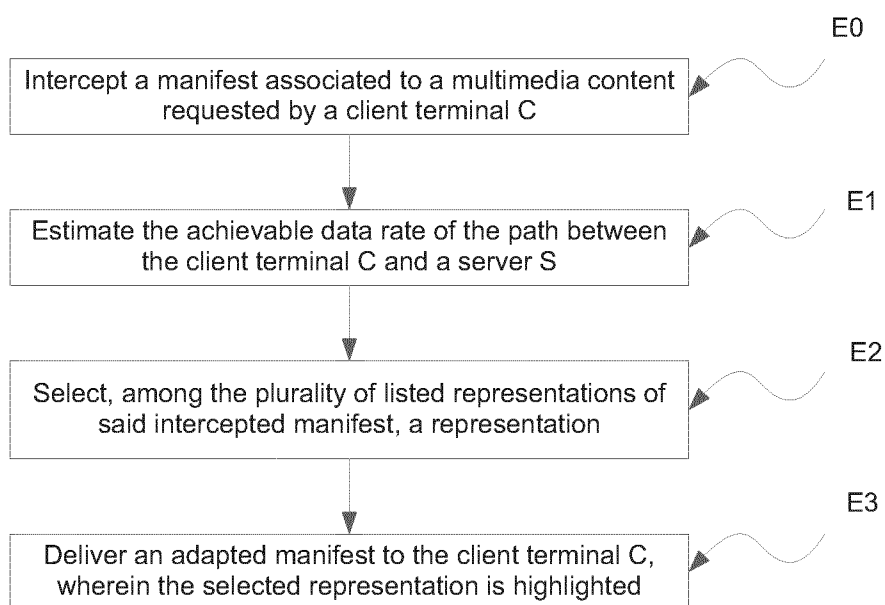 E0
Intercept a manifest associated to a multimedia content
requested by a client terminal C
E1
Estimate the achievable data rate of the path between
the client terminal C and a server S
E2
Select, among the plurality of listed representations of
said intercepted manifest, a representation
E3
Deliver an adapted manifest to the client terminal C,
wherein the selected representation is highlighted